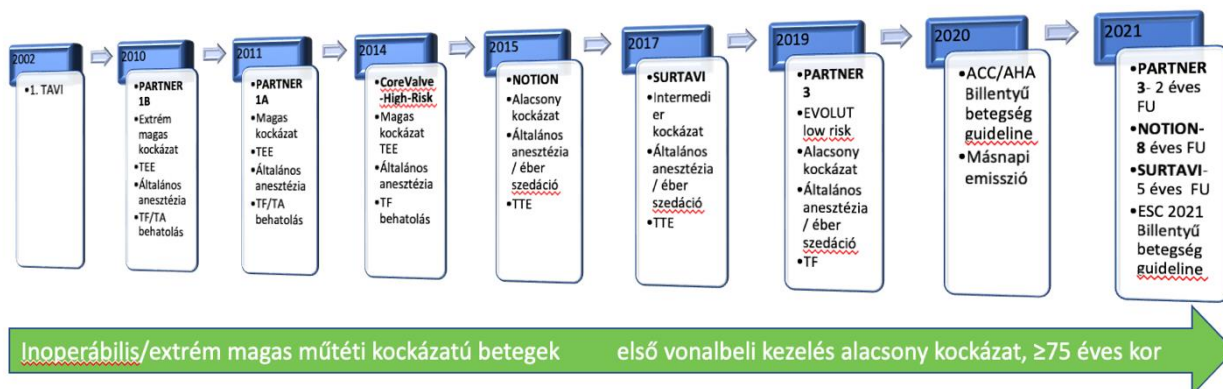 2002
•1. TAVI
2010
•PARTNER
1B
•Extrém
magas
kockázat
•TEE
•Általános
anesztézia
•TF/TA
behatolás
2011
•PARTNER
1A
•Magas
kockázat
•TEE
•Általános
anesztézia
•TF/TA
behatolás
2014
•CoreValve
-High-Risk
•Magas
kockázat
TEE
•Általános
anesztézia
•TF
behatolás
2015
•NOTION
•Alacsony
kockázat
•Általános
anesztézia
/ éber
szedáció
•TTE
2017
•SURTAVI
•Intermedi
er
kockázat
•Általános
anesztézia
/ éber
szedáció
•TTE
2019
•PARTNER
3
•EVOLUT
low risk
•Alacsony
kockázat
•Általános
anesztézia
/ éber
szedáció
•TF
2020
•ACC/AHA
Billentyű
betegség
guideline
•Másnapi
emisszió
2021
•PARTNER
3- 2 éves
FU
•NOTION-
8 éves FU
•SURTAVI-
5 éves FU
•ESC 2021
Billentyű
betegség
guideline
Inoperábilis/extrém magas műtéti kockázatú betegek első vonalbeli kezelés alacsony kockázat, ≥75 éves kor